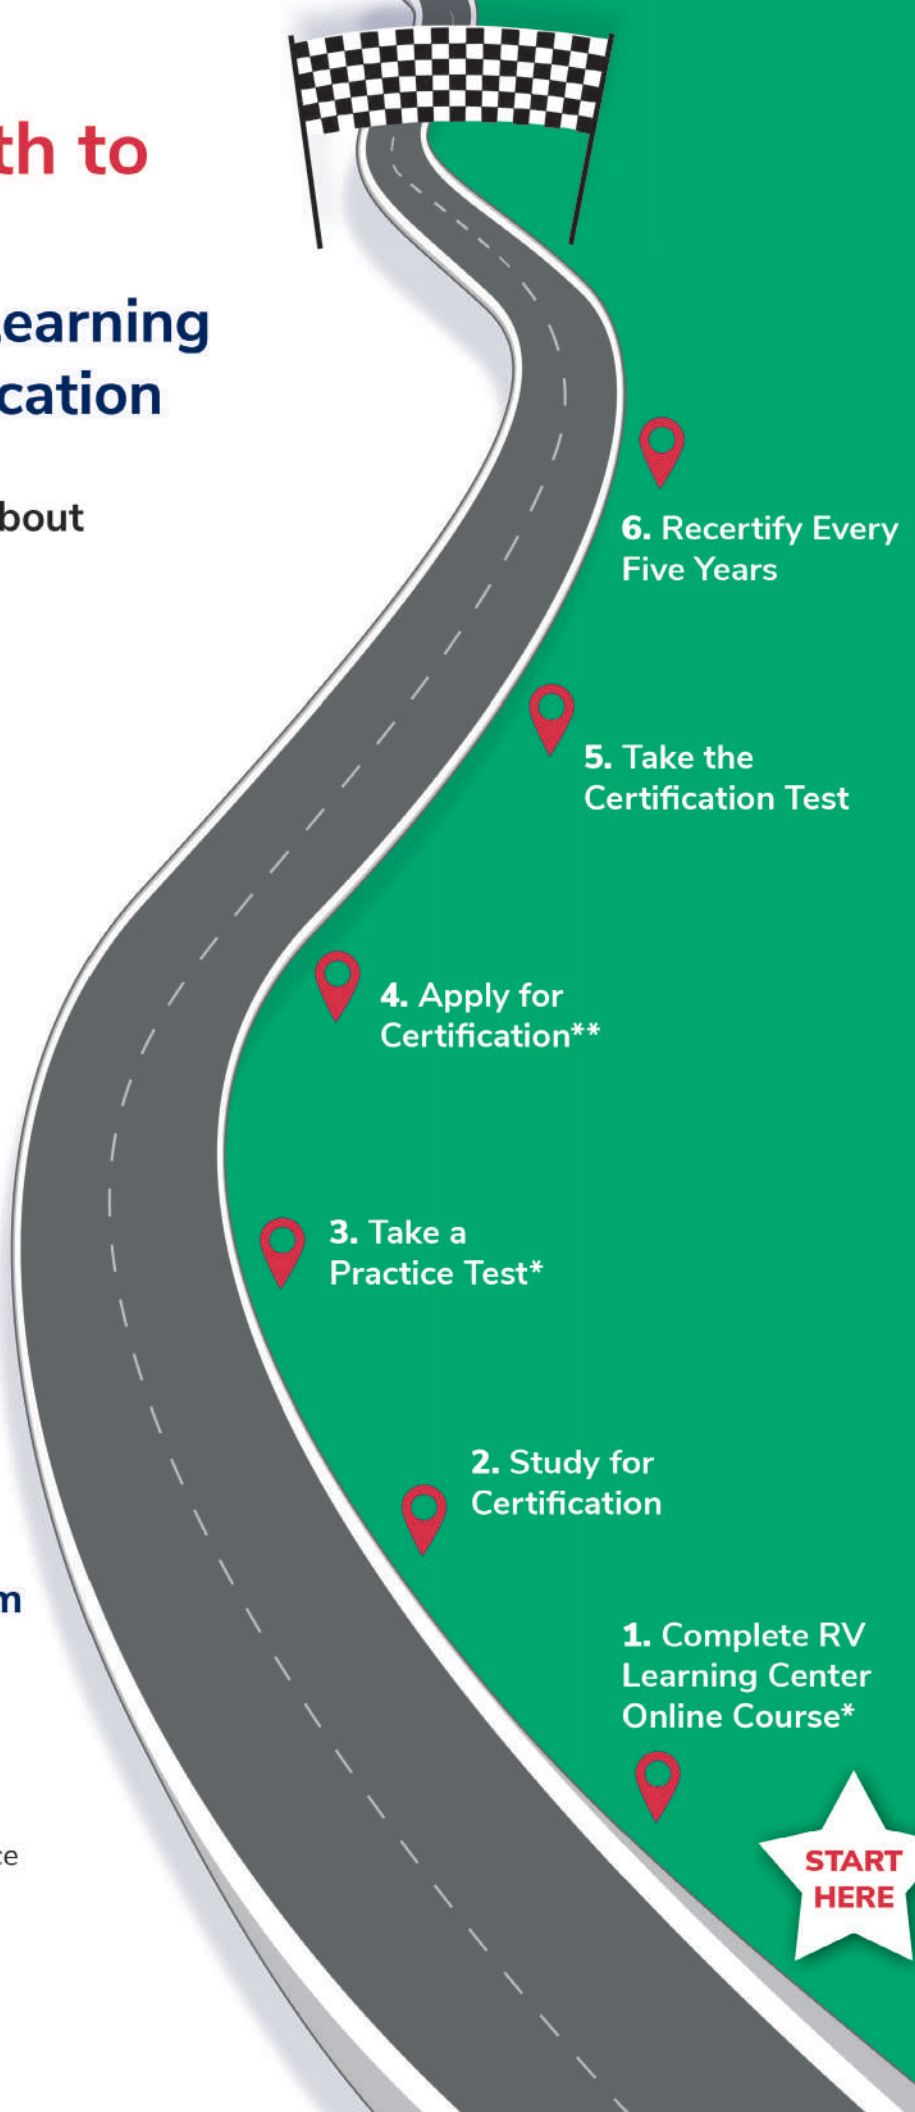 th to
earning
cation
bout
6. Recertify Every
Five Years
5. Take the
Certification Test
4. Apply for
Certification**
3. Take a
Practice Test*
2. Study for
Certification
m
1. Complete RV
Learning Center
Online Course*
ce
START
HERE